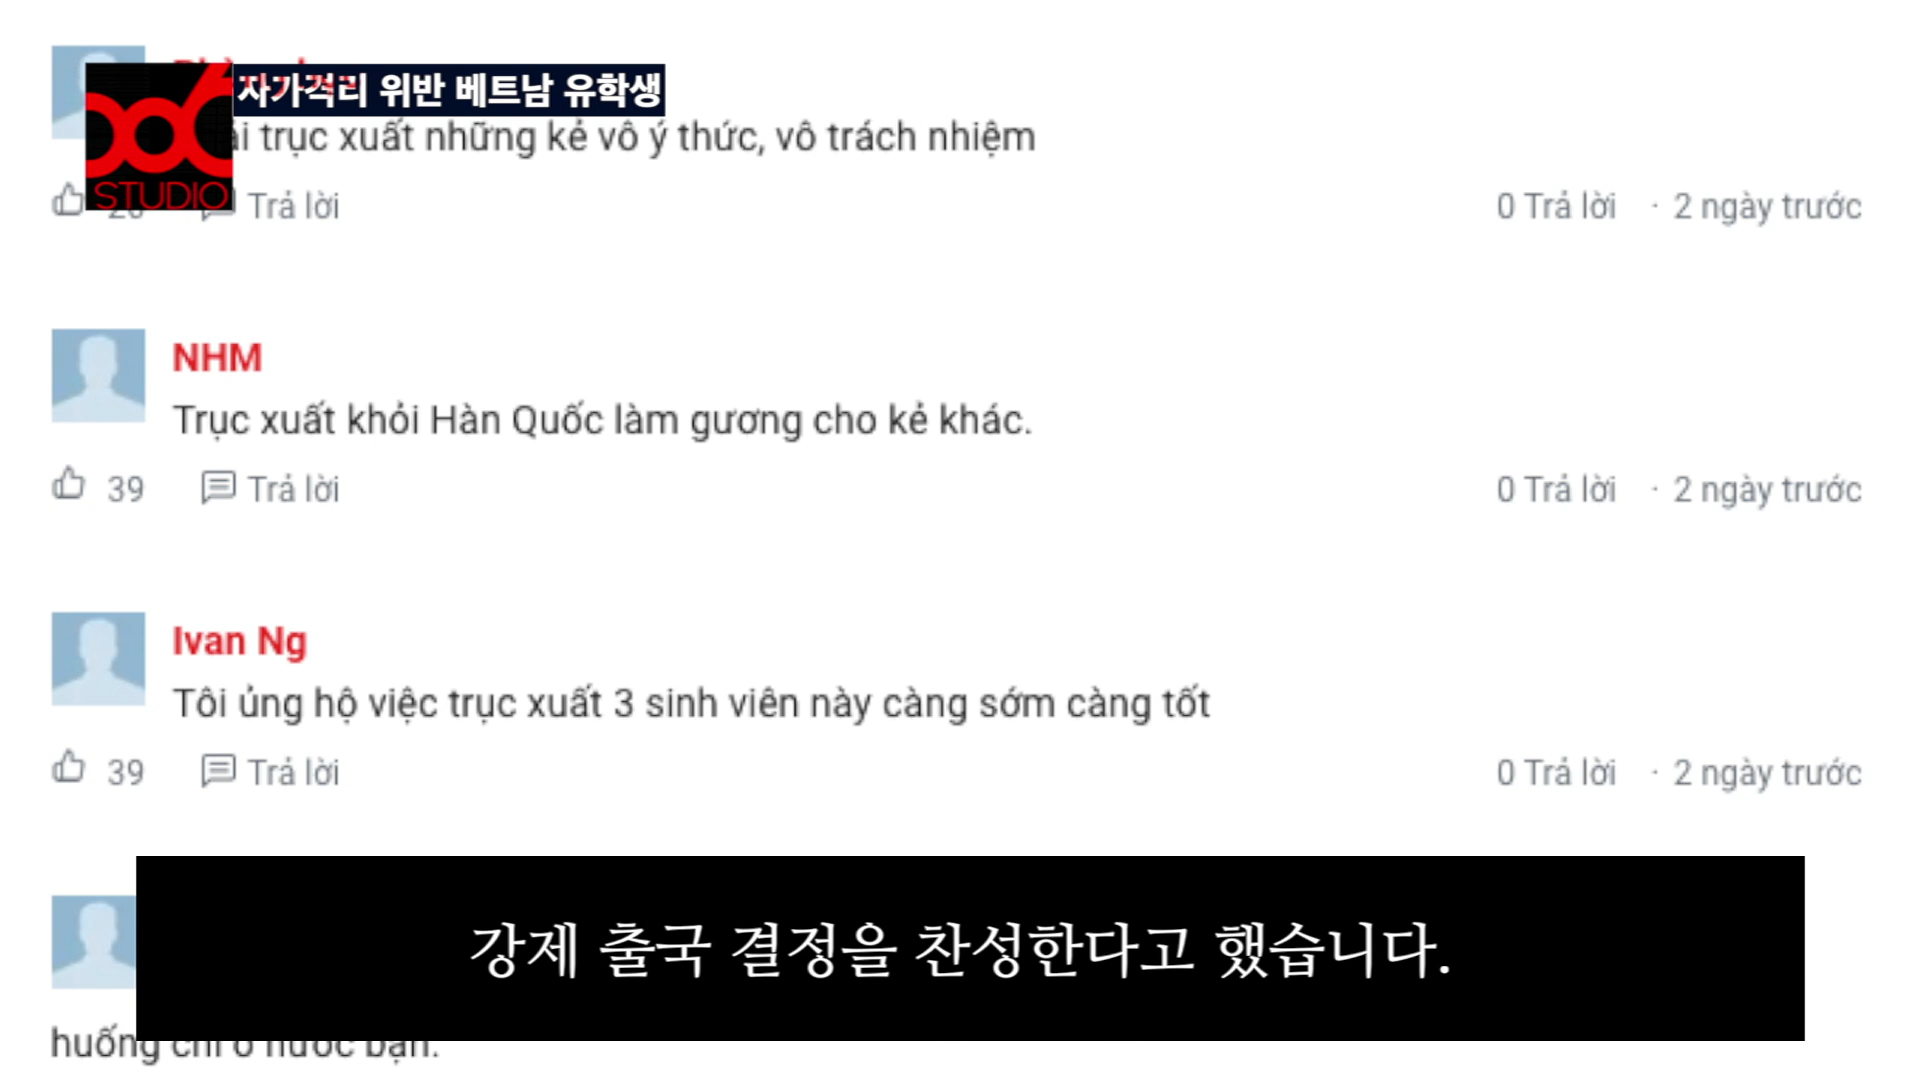 자가격리 위반 베트남 유학생
trục xuất những kẻ vô ý thức, vô trách nhiệm
STUDIO
Trả lời
0 Trả lời · 2 ngày trước
NHM
Trục xuất khỏi Hàn Quốc làm gương cho kẻ khác.
39 Trả lời
0 Trả lời · 2 ngày trước
Ivan Ng
Tôi ủng hộ việc trục xuất 3 sinh viên này càng sớm càng tốt
39 Trả lời
0 Trả lời · 2 ngày trước
강제 출국 결정을 찬성한다고 했습니다.
huống chi ở nước bạn.